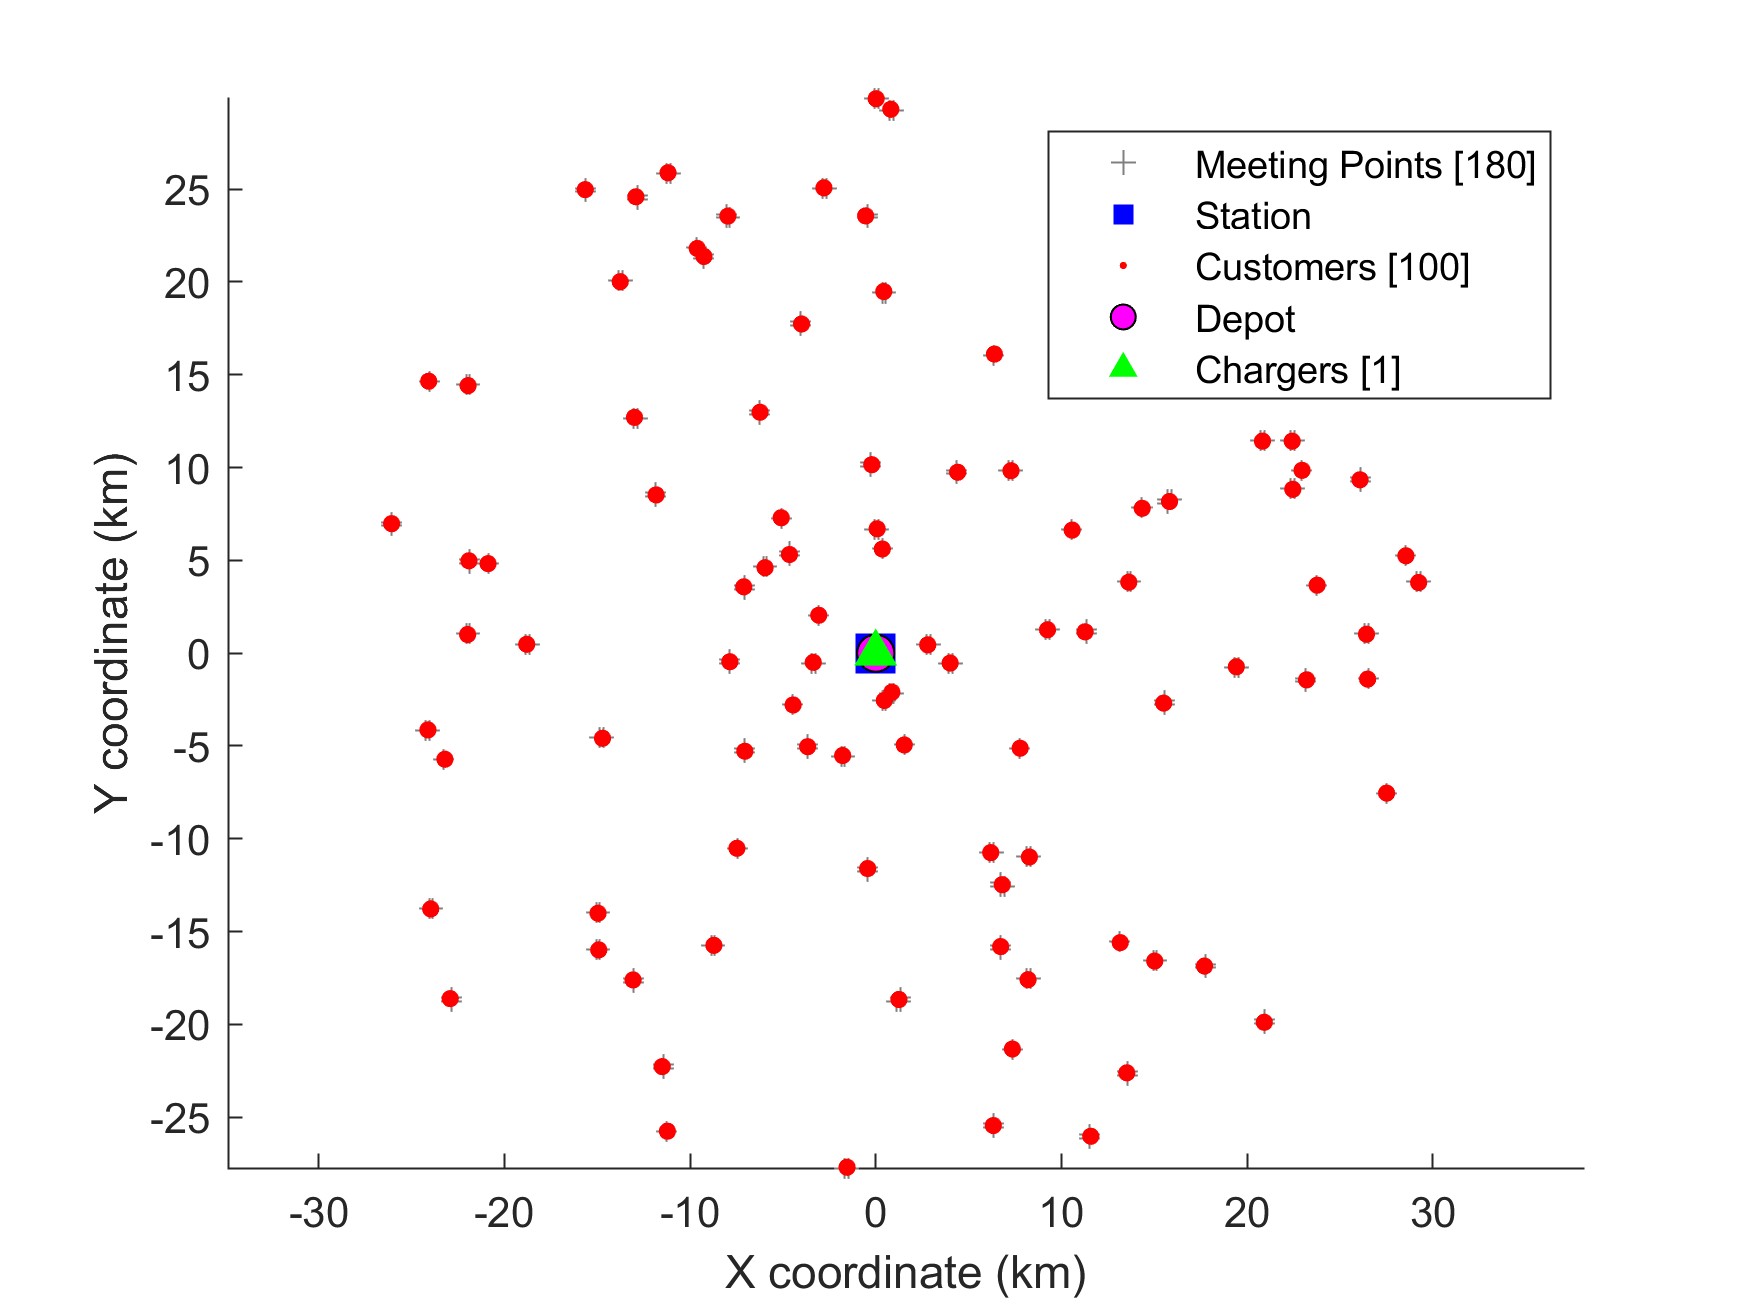 Meeting Points [180]
Station
Customers [100]
Depot
Chargers [1]
25
20
15
10
5
0
-5
-10
-15
-20
-25
Y coordinate (km)
-30 -20 -10 0 10 20 30
X coordinate (km)